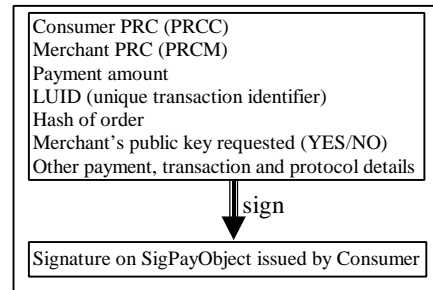 Consumer PRC (PRCC)
Merchant PRC (PRCM)
Payment amount
LUID (unique transaction identifier)
Hash of order
Merchant's public key requested (YES/NO)
Other payment, transaction and protocol details
sign
Signature on SigPayObject issued by Consumer